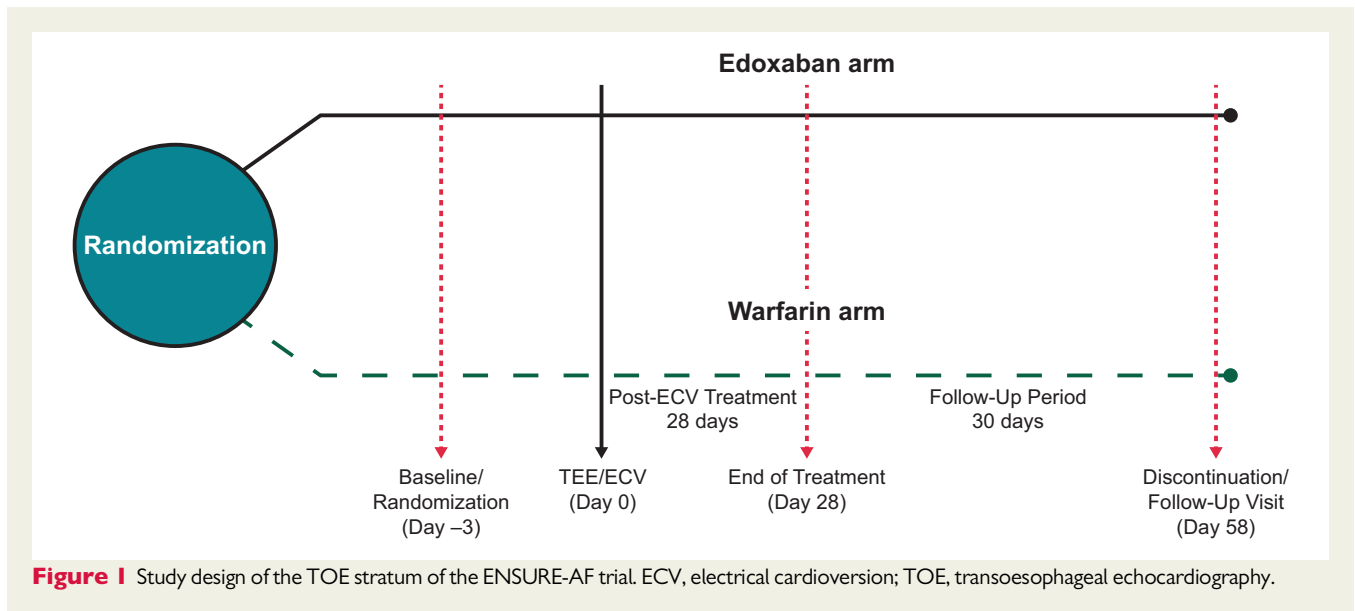 Edoxaban arm
Randomization
Warfarin arm
Post-ECV Treatment
28 days
Follow-Up Period
30 days
Baseline/
Randomization
(Day –3)
TEE/ECV
(Day 0)
End of Treatment
(Day 28)
Discontinuation/
Follow-Up Visit
(Day 58)
Figure 1 Study design of the TOE stratum of the ENSURE-AF trial. ECV, electrical cardioversion; TOE, transoesophageal echocardiography.